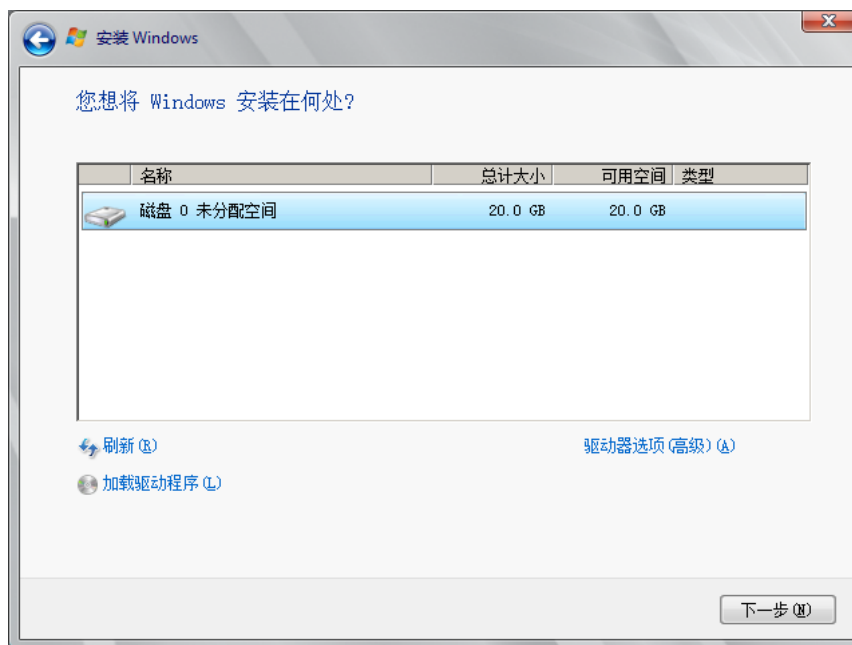 安装 Windows
您想将 Windows 安装在何处?
名称 总计大小 可用空间 类型
磁盘 0 未分配空间 20.0 GB 20.0 GB
刷新(R) 驱动器选项(高级)(A)
加载驱动程序(L)
下一步(N)